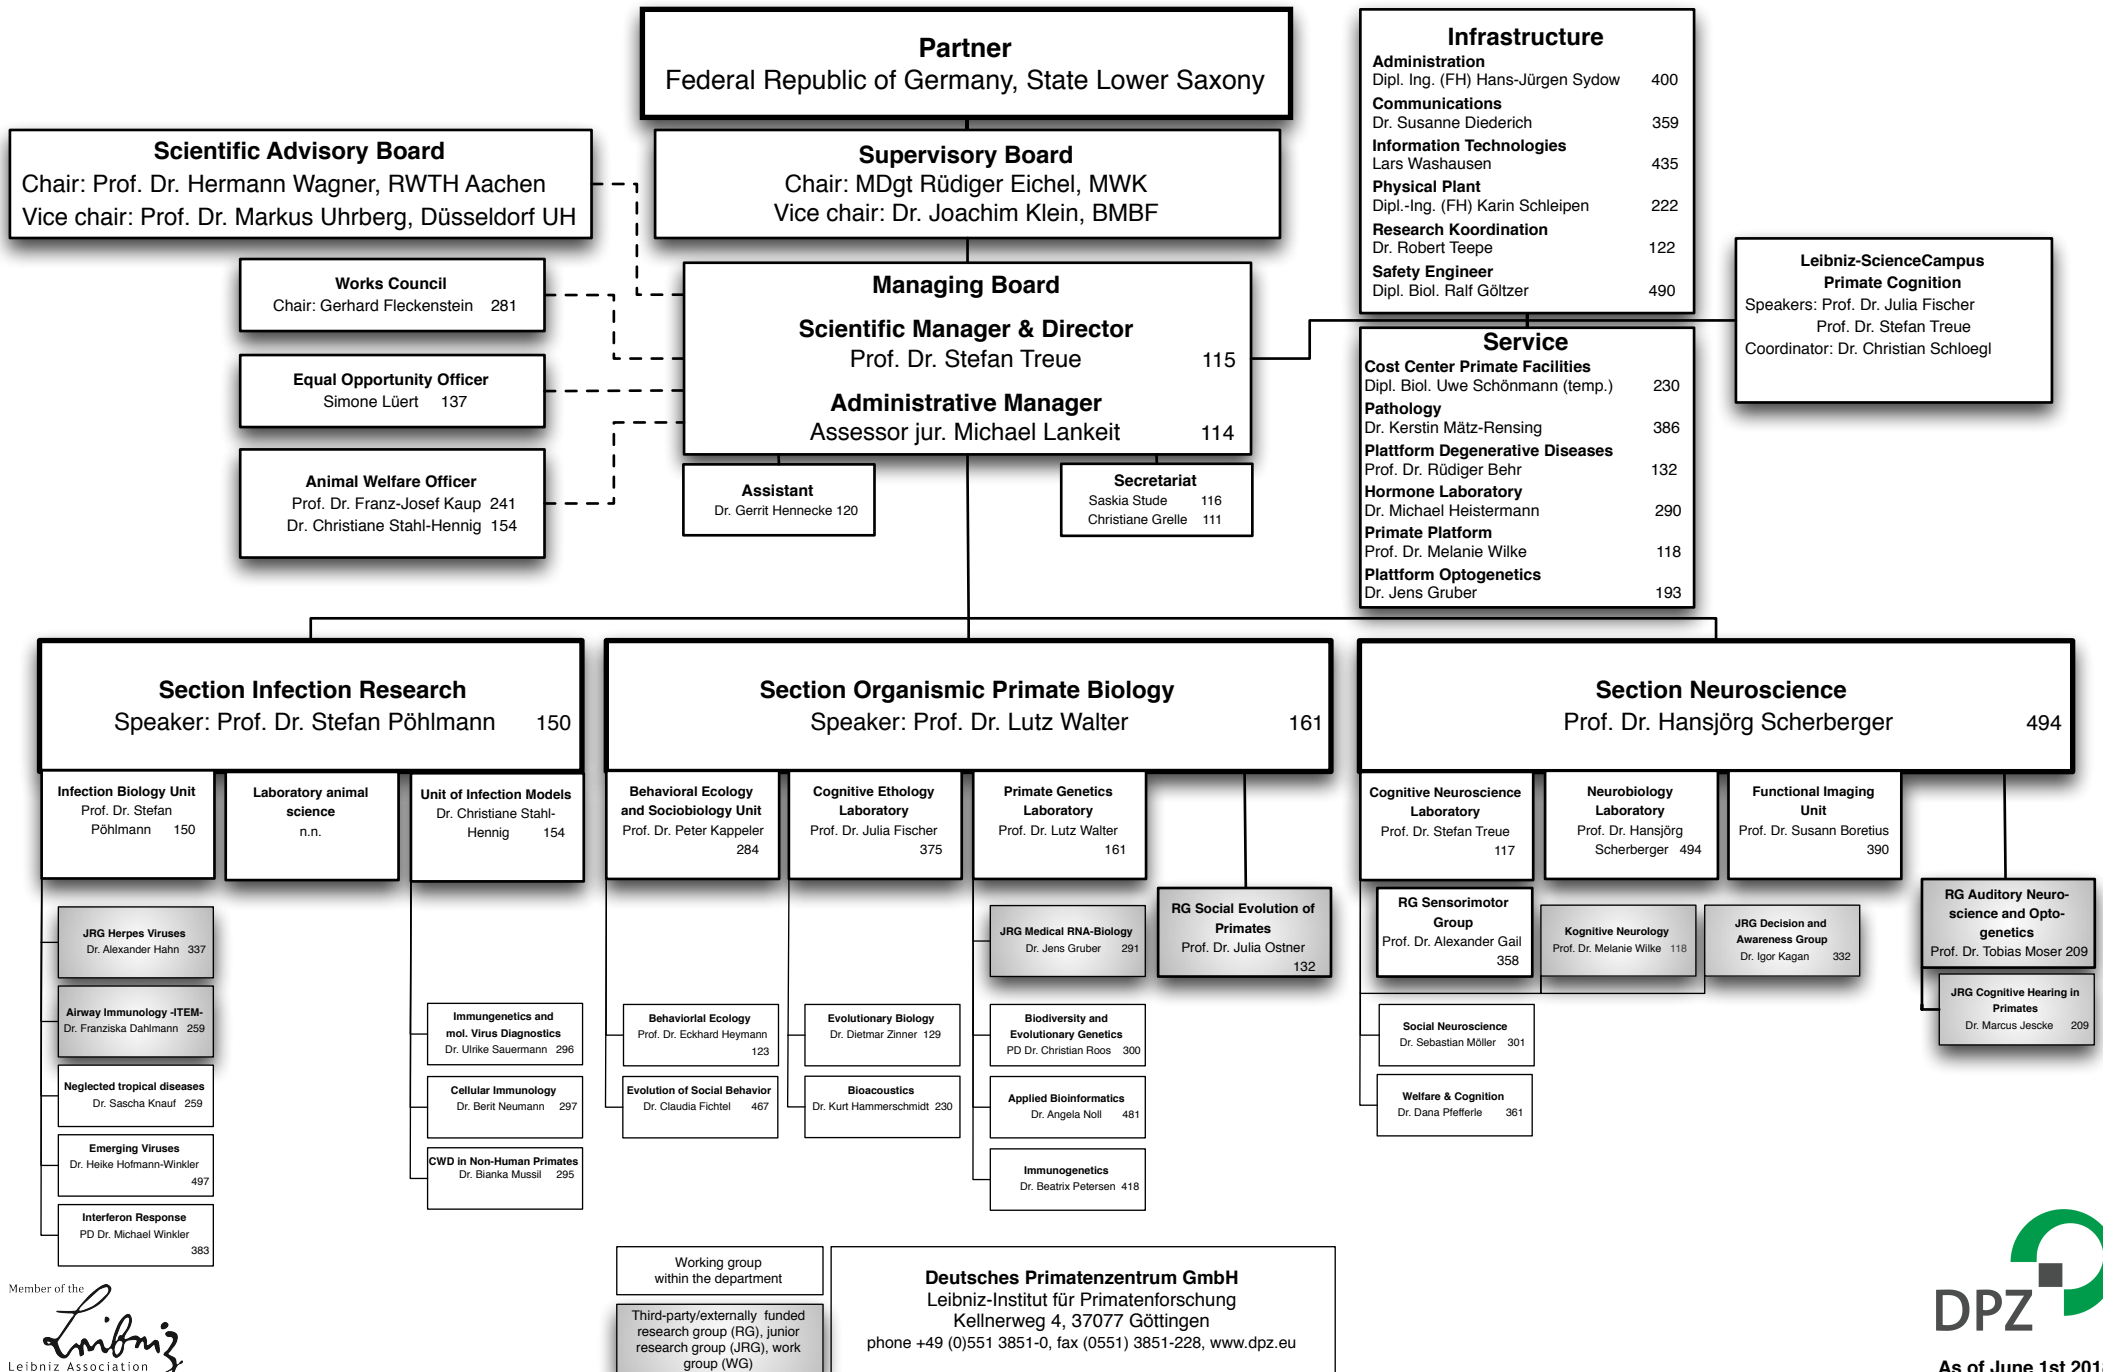 Partner
Federal Republic of Germany, State Lower Saxony
Infrastructure
Administration
Dipl. Ing. (FH) Hans-Jürgen Sydow 400
Communications
Dr. Susanne Diederich 359
Information Technologies
Lars Washausen 435
Physical Plant
Dipl.-Ing. (FH) Karin Schleipen 222
Research Koordination
Dr. Robert Teepe 122
Safety Engineer
Dipl. Biol. Ralf Göltzer 490
Scientific Advisory Board
Chair: Prof. Dr. Hermann Wagner, RWTH Aachen
Vice chair: Prof. Dr. Markus Uhrberg, Düsseldorf UH
Supervisory Board
Chair: MDgt Rüdiger Eichel, MWK
Vice chair: Dr. Joachim Klein, BMBF
Leibniz-ScienceCampus
Primate Cognition
Speakers: Prof. Dr. Julia Fischer
Prof. Dr. Stefan Treue
Coordinator: Dr. Christian Schloegl
Works Council
Chair: Gerhard Fleckenstein 281
Equal Opportunity Officer
Simone Lüert 137
Animal Welfare Officer
Prof. Dr. Franz-Josef Kaup 241
Dr. Christiane Stahl-Hennig 154
Managing Board
Scientific Manager & Director
Prof. Dr. Stefan Treue 115
Administrative Manager
Assessor jur. Michael Lankeit 114
Assistant
Dr. Gerrit Hennecke 120
Secretariat
Saskia Stude 116
Christiane Grelle 111
Service
Cost Center Primate Facilities
Dipl. Biol. Uwe Schönmann (temp.) 230
Pathology
Dr. Kerstin Mätz-Rensing 386
Plattform Degenerative Diseases
Prof. Dr. Rüdiger Behr 132
Hormone Laboratory
Dr. Michael Heistermann 290
Primate Platform
Prof. Dr. Melanie Wilke 118
Plattform Optogenetics
Dr. Jens Gruber 193
Section Infection Research
Speaker: Prof. Dr. Stefan Pöhlmann 150
Section Organismic Primate Biology
Speaker: Prof. Dr. Lutz Walter 161
Section Neuroscience
Prof. Dr. Hansjörg Scherberger 494
Infection Biology Unit
Prof. Dr. Stefan
Pöhlmann 150
Laboratory animal
science
n.n.
Unit of Infection Models
Dr. Christiane Stahl-
Hennig 154
Behavioral Ecology
and Sociobiology Unit
Prof. Dr. Peter Kappeler
284
Cognitive Ethology
Laboratory
Prof. Dr. Julia Fischer
375
Primate Genetics
Laboratory
Prof. Dr. Lutz Walter
161
Cognitive Neuroscience
Laboratory
Prof. Dr. Stefan Treue
117
Neurobiology
Laboratory
Prof. Dr. Hansjörg
Scherberger 494
Functional Imaging
Unit
Prof. Dr. Susann Boretius
390
JRG Herpes Viruses
Dr. Alexander Hahn 337
Airway Immunology -ITEM-
Dr. Franziska Dahlmann 259
Neglected tropical diseases
Dr. Sascha Knauf 259
Emerging Viruses
Dr. Heike Hofmann-Winkler
497
Interferon Response
PD Dr. Michael Winkler
383
Immungenetics and
mol. Virus Diagnostics
Dr. Ulrike Sauermann 296
Cellular Immunology
Dr. Berit Neumann 297
CWD in Non-Human Primates
Dr. Bianka Mussil 295
Behaviorlal Ecology
Prof. Dr. Eckhard Heymann
123
Evolution of Social Behavior
Dr. Claudia Fichtel 467
Evolutionary Biology
Dr. Dietmar Zinner 129
Bioacoustics
Dr. Kurt Hammerschmidt 230
JRG Medical RNA-Biology
Dr. Jens Gruber 291
Biodiversity and
Evolutionary Genetics
PD Dr. Christian Roos 300
Applied Bioinformatics
Dr. Angela Noll 481
Immunogenetics
Dr. Beatrix Petersen 418
RG Social Evolution of
Primates
Prof. Dr. Julia Ostner
132
RG Sensorimotor
Group
Prof. Dr. Alexander Gail
358
Kognitive Neurology
Prof. Dr. Melanie Wilke 118
JRG Decision and
Awareness Group
Dr. Igor Kagan 332
RG Auditory Neuro-
science and Opto-
genetics
Prof. Dr. Tobias Moser 209
JRG Cognitive Hearing in
Primates
Dr. Marcus Jescke 209
Social Neuroscience
Dr. Sebastian Möller 301
Welfare & Cognition
Dr. Dana Pfefferle 361
Member of the
Leibniz
Leibniz Association
Working group
within the department
Third-party/externally funded
research group (RG), junior
research group (JRG), work
group (WG)
Deutsches Primatenzentrum GmbH
Leibniz-Institut für Primatenforschung
Kellnerweg 4, 37077 Göttingen
phone +49 (0)551 3851-0, fax (0551) 3851-228, www.dpz.eu
DPZ
As of June 1st